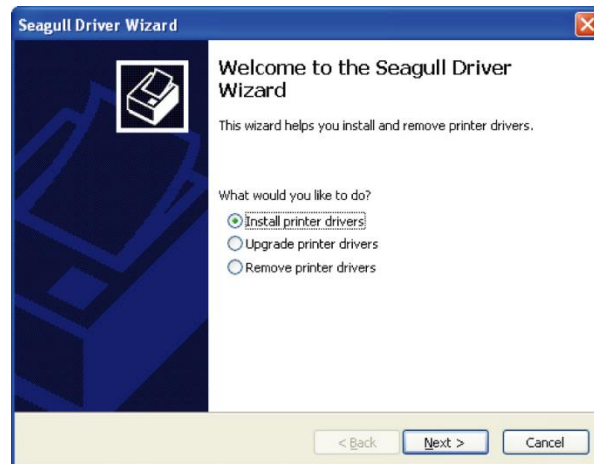 Seagull Driver Wizard
Welcome to the Seagull Driver
Wizard
This wizard helps you install and remove printer drivers.
What would you like to do?
Install printer drivers
Upgrade printer drivers
Remove printer drivers
< Back
Next >
Cancel